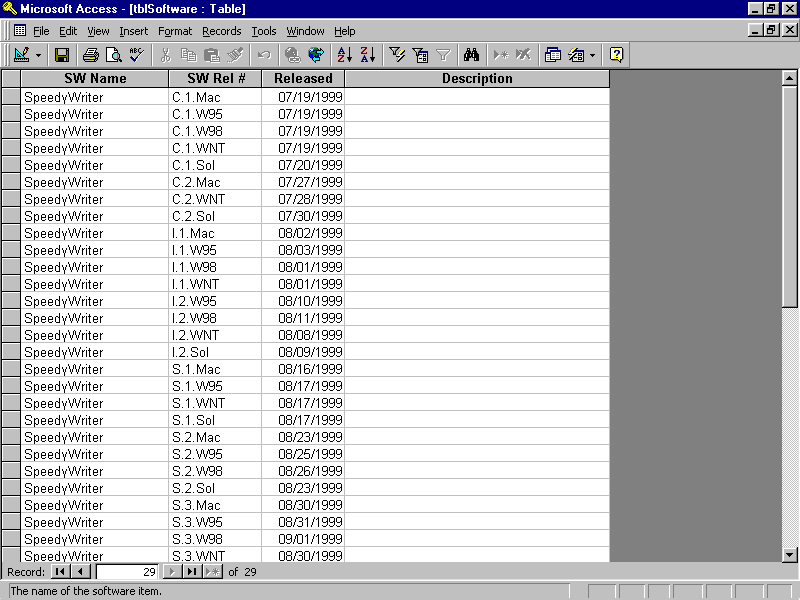 Microsoft Access - [tblSoftware : Table]
File Edit View Insert Format Records Tools Window Help
SW Name SW Rel # Released Description
SpeedyWriter C.1.Mac 07/19/1999
SpeedyWriter C.1.W95 07/19/1999
SpeedyWriter C.1.W98 07/19/1999
SpeedyWriter C.1.WNT 07/19/1999
SpeedyWriter C.1.Sol 07/20/1999
SpeedyWriter C.2.Mac 07/27/1999
SpeedyWriter C.2.WNT 07/28/1999
SpeedyWriter C.2.Sol 07/30/1999
SpeedyWriter I.1.Mac 08/02/1999
SpeedyWriter I.1.W95 08/03/1999
SpeedyWriter I.1.W98 08/01/1999
SpeedyWriter I.1.WNT 08/01/1999
SpeedyWriter I.2.W95 08/10/1999
SpeedyWriter I.2.W98 08/11/1999
SpeedyWriter I.2.WNT 08/08/1999
SpeedyWriter I.2.Sol 08/09/1999
SpeedyWriter S.1.Mac 08/16/1999
SpeedyWriter S.1.W95 08/17/1999
SpeedyWriter S.1.WNT 08/17/1999
SpeedyWriter S.1.Sol 08/17/1999
SpeedyWriter S.2.Mac 08/23/1999
SpeedyWriter S.2.W95 08/25/1999
SpeedyWriter S.2.W98 08/26/1999
SpeedyWriter S.2.Sol 08/23/1999
SpeedyWriter S.3.Mac 08/30/1999
SpeedyWriter S.3.W95 08/31/1999
SpeedyWriter S.3.W98 09/01/1999
SpeedyWriter S.3.WNT 08/30/1999
Record: 29 of 29
The name of the software item.